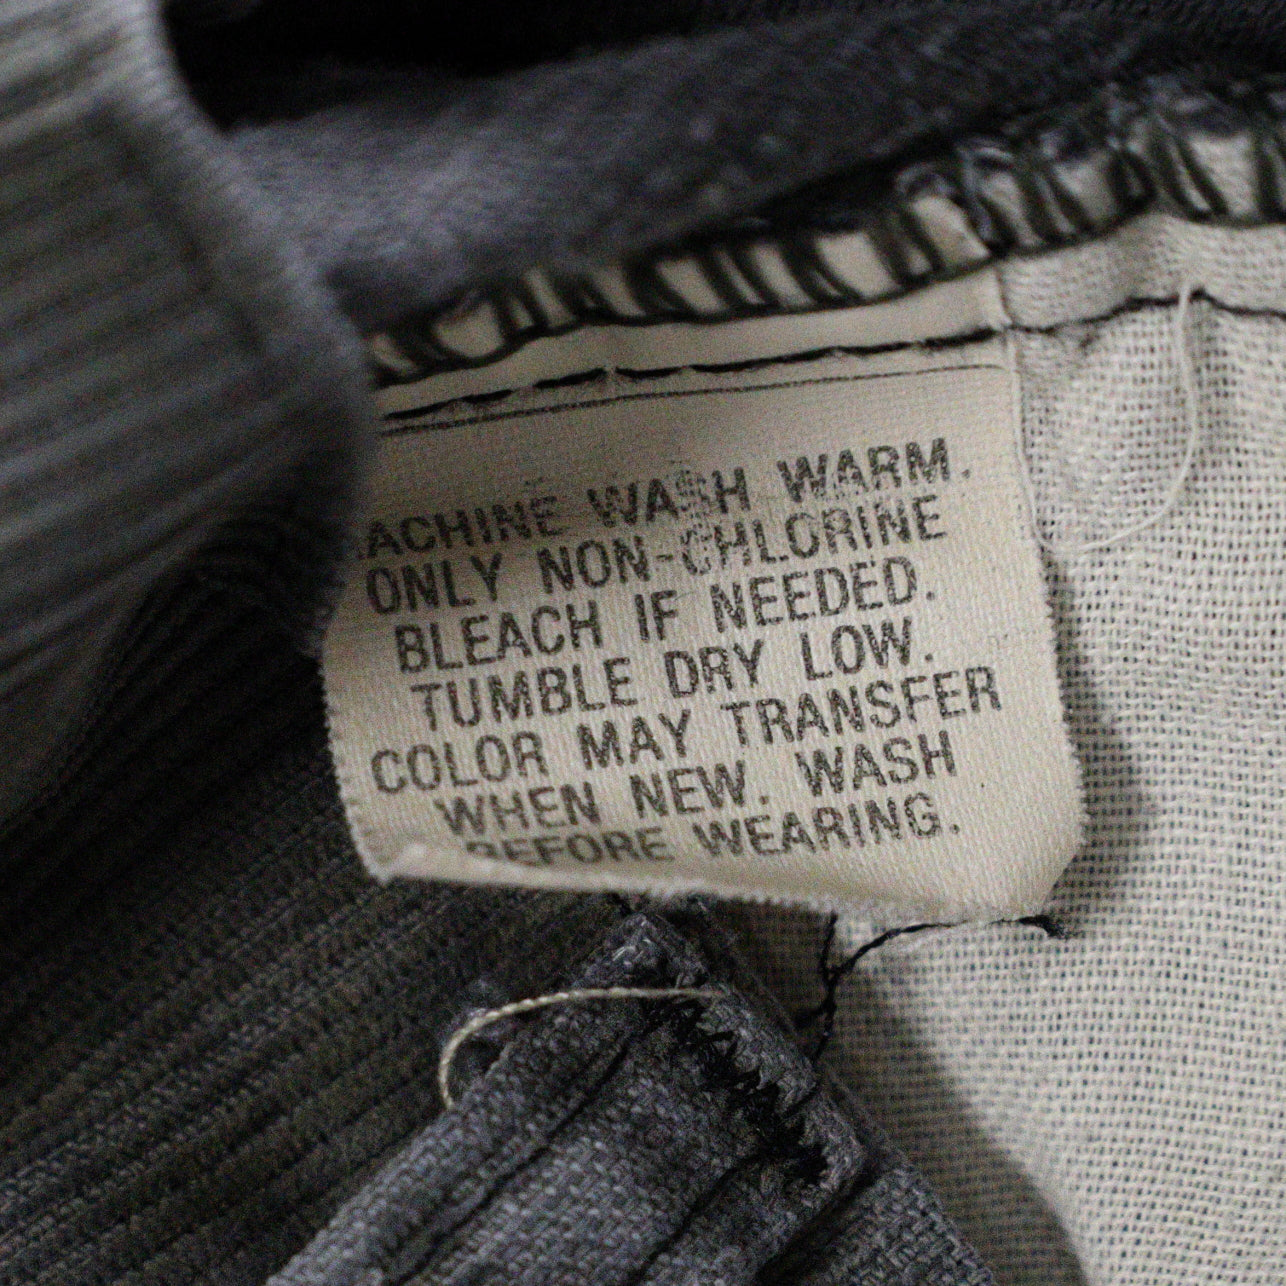 MACHINE WASH WARM.
ONLY NON-CHLORINE
BLEACH IF NEEDED.
TUMBLE DRY LOW.
COLOR MAY TRANSFER
WHEN NEW. WASH
BEFORE WEARING.